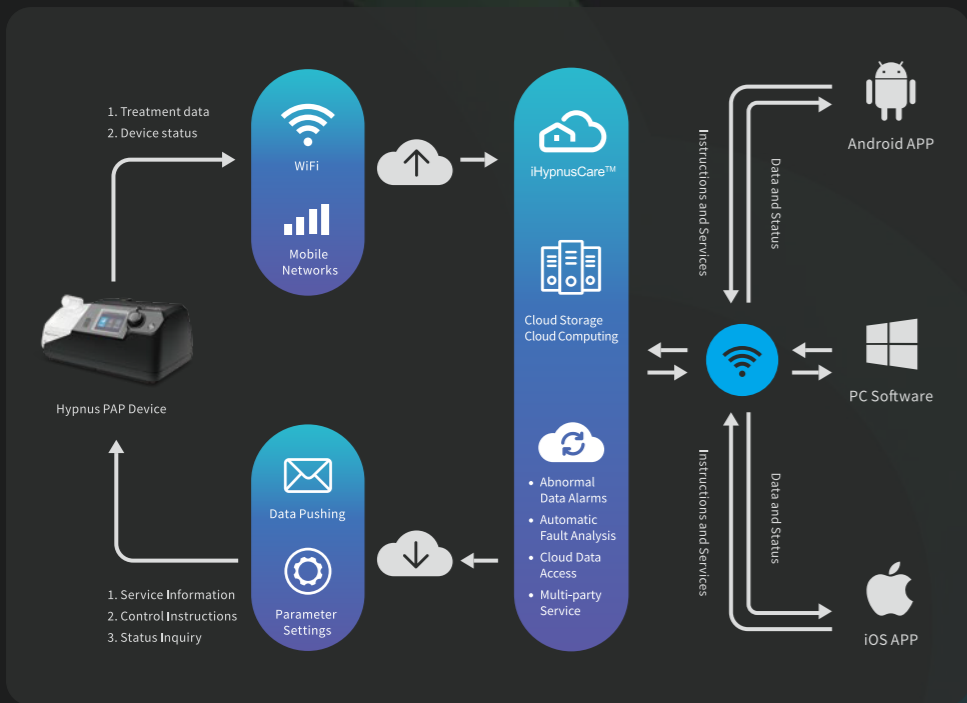 1. Treatment data
2. Device status
WiFi
Mobile
Networks
Hypnus PAP Device
Data Pushing
Parameter
Settings
1. Service Information
2. Control Instructions
3. Status Inquiry
iHypnusCare™
Cloud Storage
Cloud Computing
• Abnormal
Data Alarms
• Automatic
Fault Analysis
• Cloud Data
Access
• Multi-party
Service
Instructions and Services
Data and Status
Android APP
PC Software
Instructions and Services
Data and Status
iOS APP